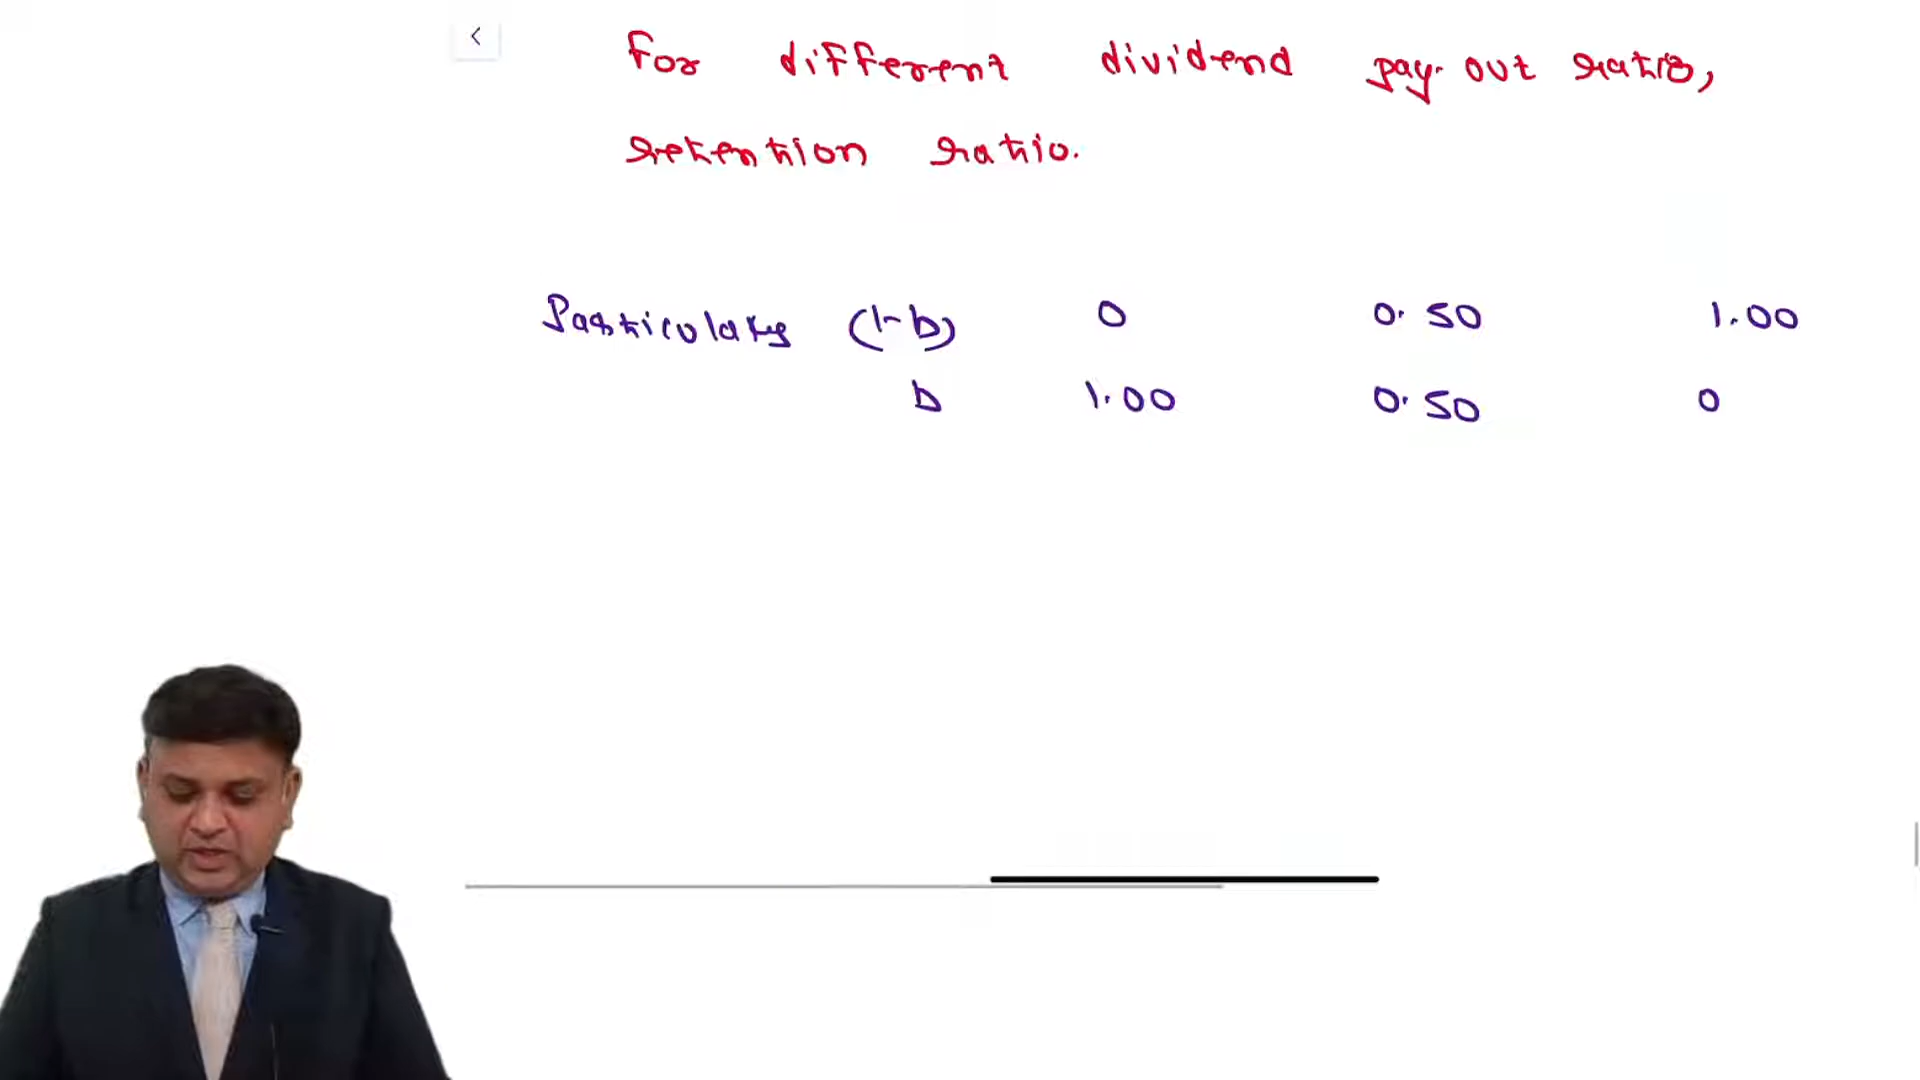 For different dividend pay-out ratio,
retention ratio.
Particulars (1-b) 0 0.50 1.00
b 1.00 0.50 0